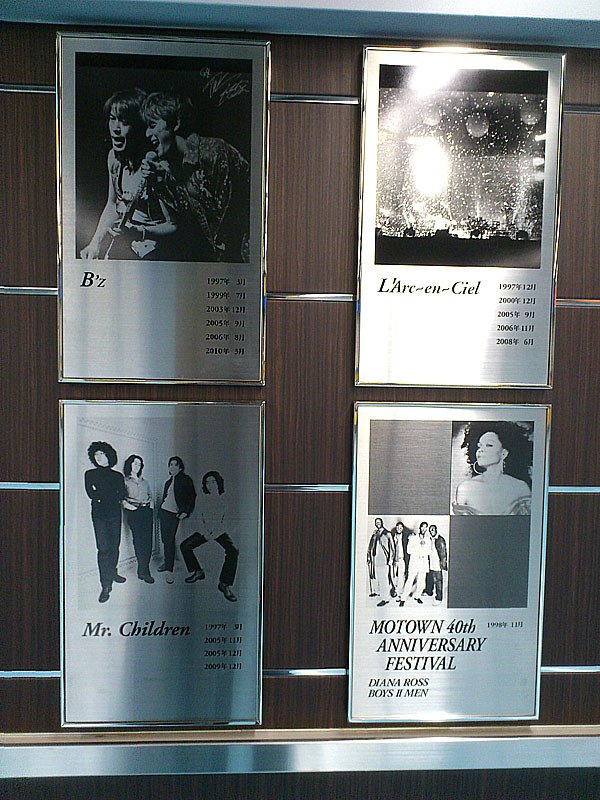 B'z
1997年 3月
1999年 7月
2003年12月
2005年 9月
2006年 8月
2010年 3月
L'Arc~en~Ciel
1997年12月
2000年12月
2005年 9月
2006年11月
2008年 6月
Mr. Children
1997年 3月
2005年11月
2005年12月
2009年12月
MOTOWN 40th 1998年 11月
ANNIVERSARY
FESTIVAL
DIANA ROSS
BOYS II MEN